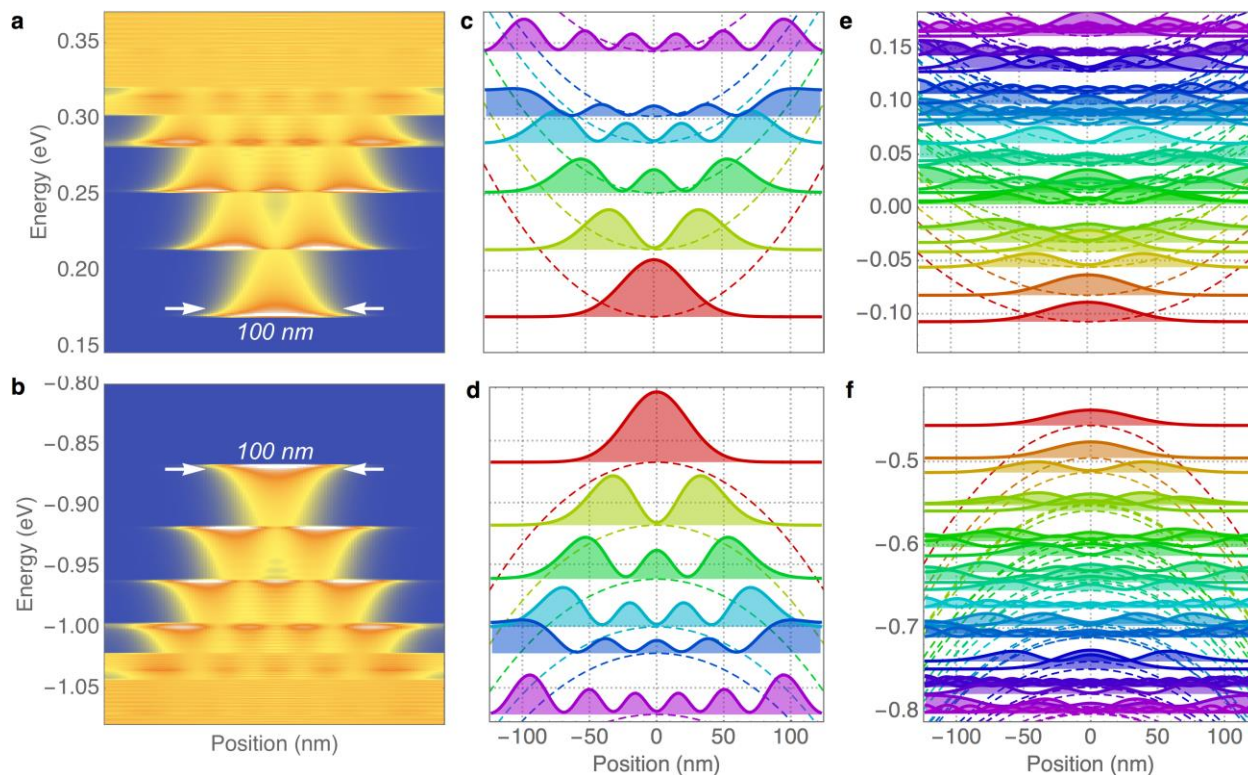 a
0.35
0.30
0.25
0.20
0.15
Energy (eV)
100 nm
b
−0.80
−0.85
−0.90
−0.95
−1.00
−1.05
Energy (eV)
100 nm
Position (nm)
c
d
−100
−50
0
50
100
Position (nm)
e
0.15
0.10
0.05
0.00
−0.05
−0.10
f
−0.5
−0.6
−0.7
−0.8
−100
−50
0
50
100
Position (nm)